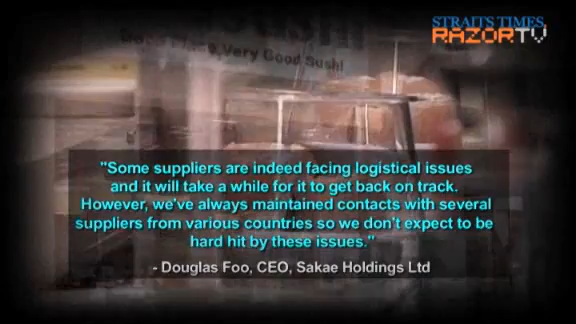 STRAITS TIMES
RAZORTV
Very Good Sushi
"Some suppliers are indeed facing logistical issues
and it will take a while for it to get back on track.
However, we've always maintained contacts with several
suppliers from various countries so we don't expect to be
hard hit by these issues."
- Douglas Foo, CEO, Sakae Holdings Ltd